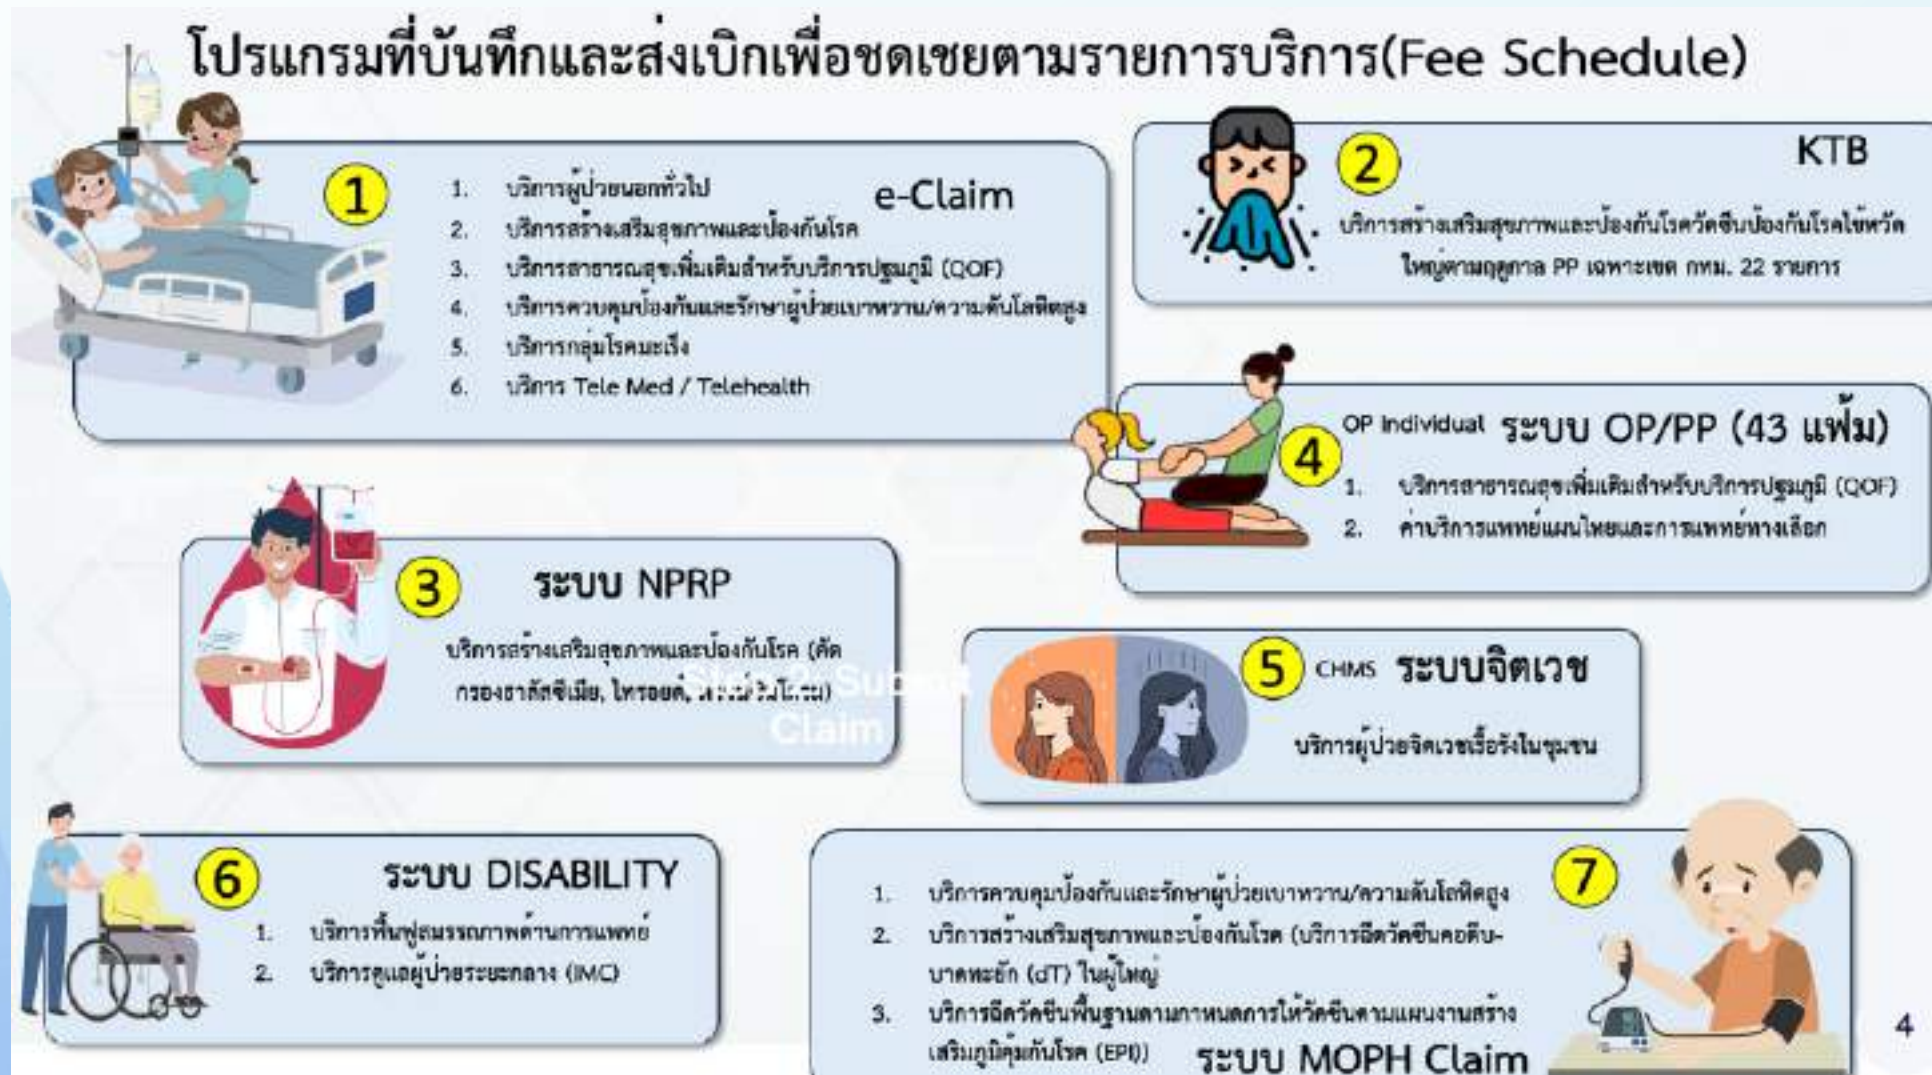 โปรแกรมที่บันทึกและส่งเบิกเพื่อชดเชยตามรายการบริการ(Fee Schedule)
1
e-Claim
1. บริการผู้ป่วยนอกทั่วไป
2. บริการสร้างเสริมสุขภาพและป้องกันโรค
3. บริการสาธารณสุขเพิ่มเติมสำหรับบริการปฐมภูมิ (QOF)
4. บริการควบคุมป้องกันและรักษาผู้ป่วยเบาหวาน/ความดันโลหิตสูง
5. บริการกลุ่มโรคมะเร็ง
6. บริการ Tele Med / Telehealth
2
KTB
บริการสร้างเสริมสุขภาพและป้องกันโรควัคซีนป้องกันโรคไข้หวัด
ใหญ่ตามฤดูกาล PP เฉพาะเขต กทม. 22 รายการ
3
ระบบ NPRP
บริการสร้างเสริมสุขภาพและป้องกันโรค (คัด
กรองธาลัสซีเมีย, ไทรอยด์,
Step 2: Submit
Claim
4
OP Individual ระบบ OP/PP (43 แฟ้ม)
1. บริการสาธารณสุขเพิ่มเติมสำหรับบริการปฐมภูมิ (QOF)
2. ค่าบริการแพทย์แผนไทยและการแพทย์ทางเลือก
5
CHMS ระบบจิตเวช
บริการผู้ป่วยจิตเวชเรื้อรังในชุมชน
6
ระบบ DISABILITY
1. บริการฟื้นฟูสมรรถภาพด้านการแพทย์
2. บริการดูแลผู้ป่วยระยะกลาง (IMC)
7
1. บริการควบคุมป้องกันและรักษาผู้ป่วยเบาหวาน/ความดันโลหิตสูง
2. บริการสร้างเสริมสุขภาพและป้องกันโรค (บริการฉีดวัคซีนคอตีบ-
บาดทะยัก (dT) ในผู้ใหญ่
3. บริการฉีดวัคซีนพื้นฐานตามกำหนดการให้วัคซีนตามแผนงานสร้าง
เสริมภูมิคุ้มกันโรค (EPI))
ระบบ MOPH Claim
4